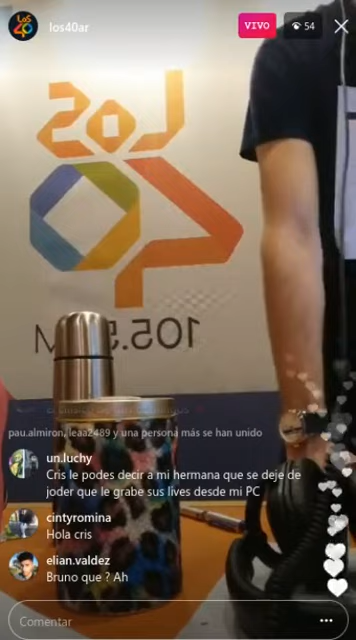 los40ar
VIVO
54
LOS
40
105.5
M
pau.almiron, leaa2489 y una persona más se han unido
un.luchy
Cris le podes decir a mi hermana que se deje de
joder que le grabe sus lives desde mi PC
cintyromina
Hola cris
elian.valdez
Bruno que ? Ah
Comentar